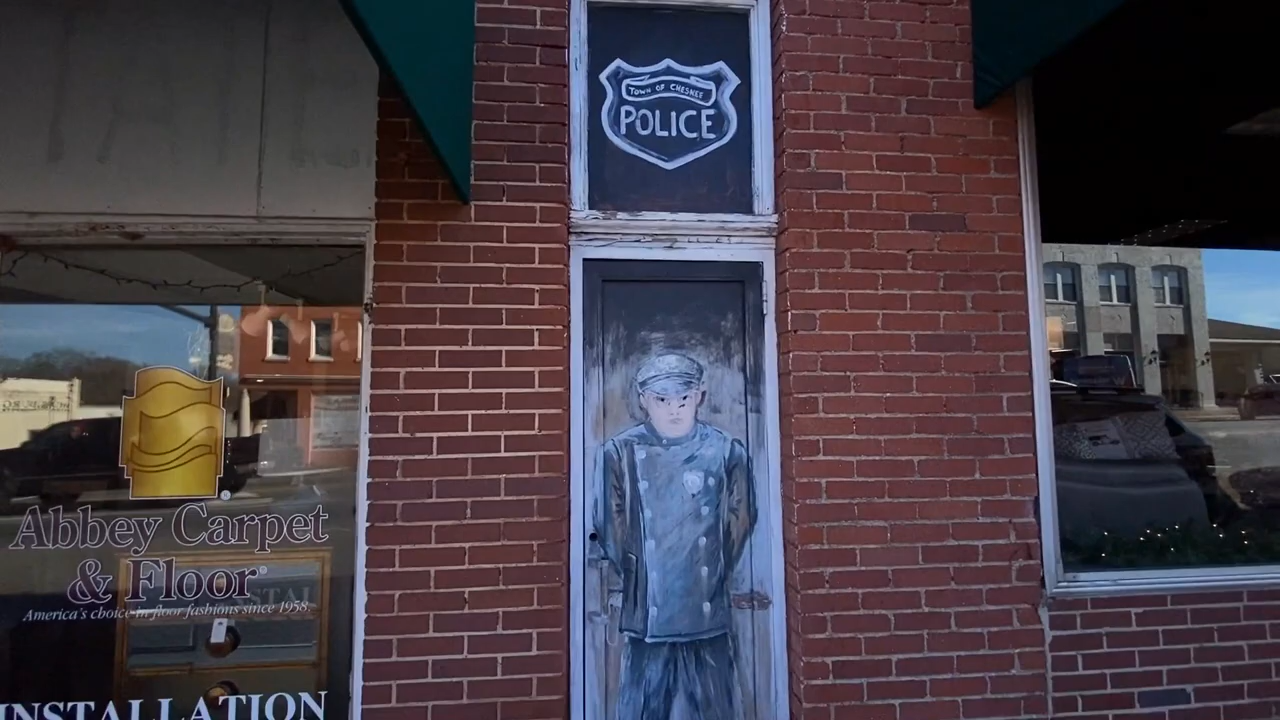 TOWN OF CHESNEE
POLICE
Abbey Carpet
& Floor®
America's choice in floor fashions since 1958.
INSTALLATION